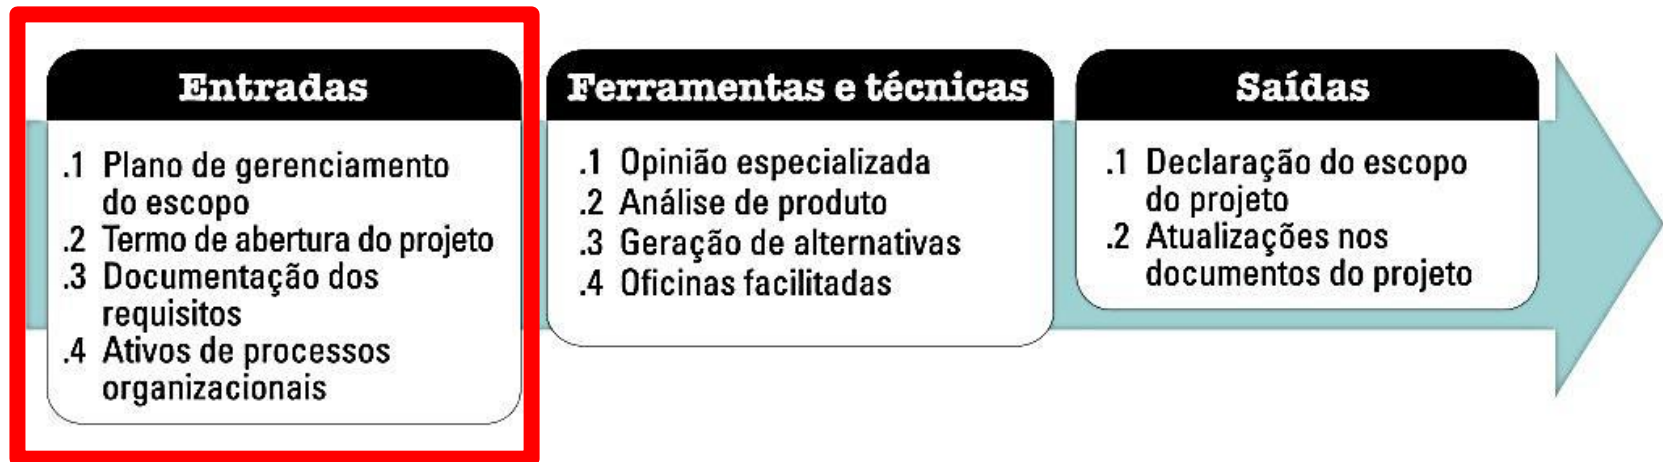 Entradas
.1 Plano de gerenciamento
do escopo
.2 Termo de abertura do projeto
.3 Documentação dos
requisitos
.4 Ativos de processos
organizacionais
Ferramentas e técnicas
.1 Opinião especializada
.2 Análise de produto
.3 Geração de alternativas
.4 Oficinas facilitadas
Saídas
.1 Declaração do escopo
do projeto
.2 Atualizações nos
documentos do projeto